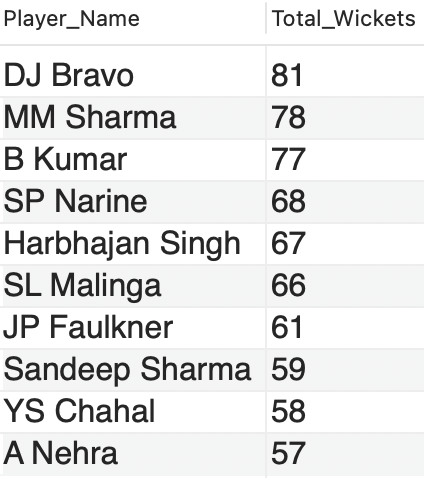 Player_Name Total_Wickets
DJ Bravo 81
MM Sharma 78
B Kumar 77
SP Narine 68
Harbhajan Singh 67
SL Malinga 66
JP Faulkner 61
Sandeep Sharma 59
YS Chahal 58
A Nehra 57